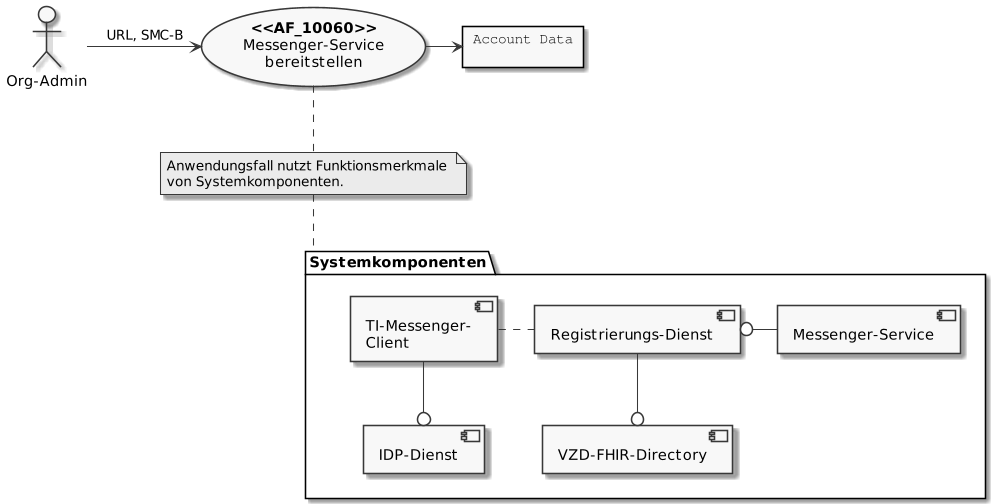 Org-Admin
URL, SMC-B
<<AF_10060>>
Messenger-Service
bereitstellen
Account Data
Anwendungsfall nutzt Funktionsmerkmale
von Systemkomponenten.
Systemkomponenten
TI-Messenger-
Client
Registrierungs-Dienst
Messenger-Service
IDP-Dienst
VZD-FHIR-Directory